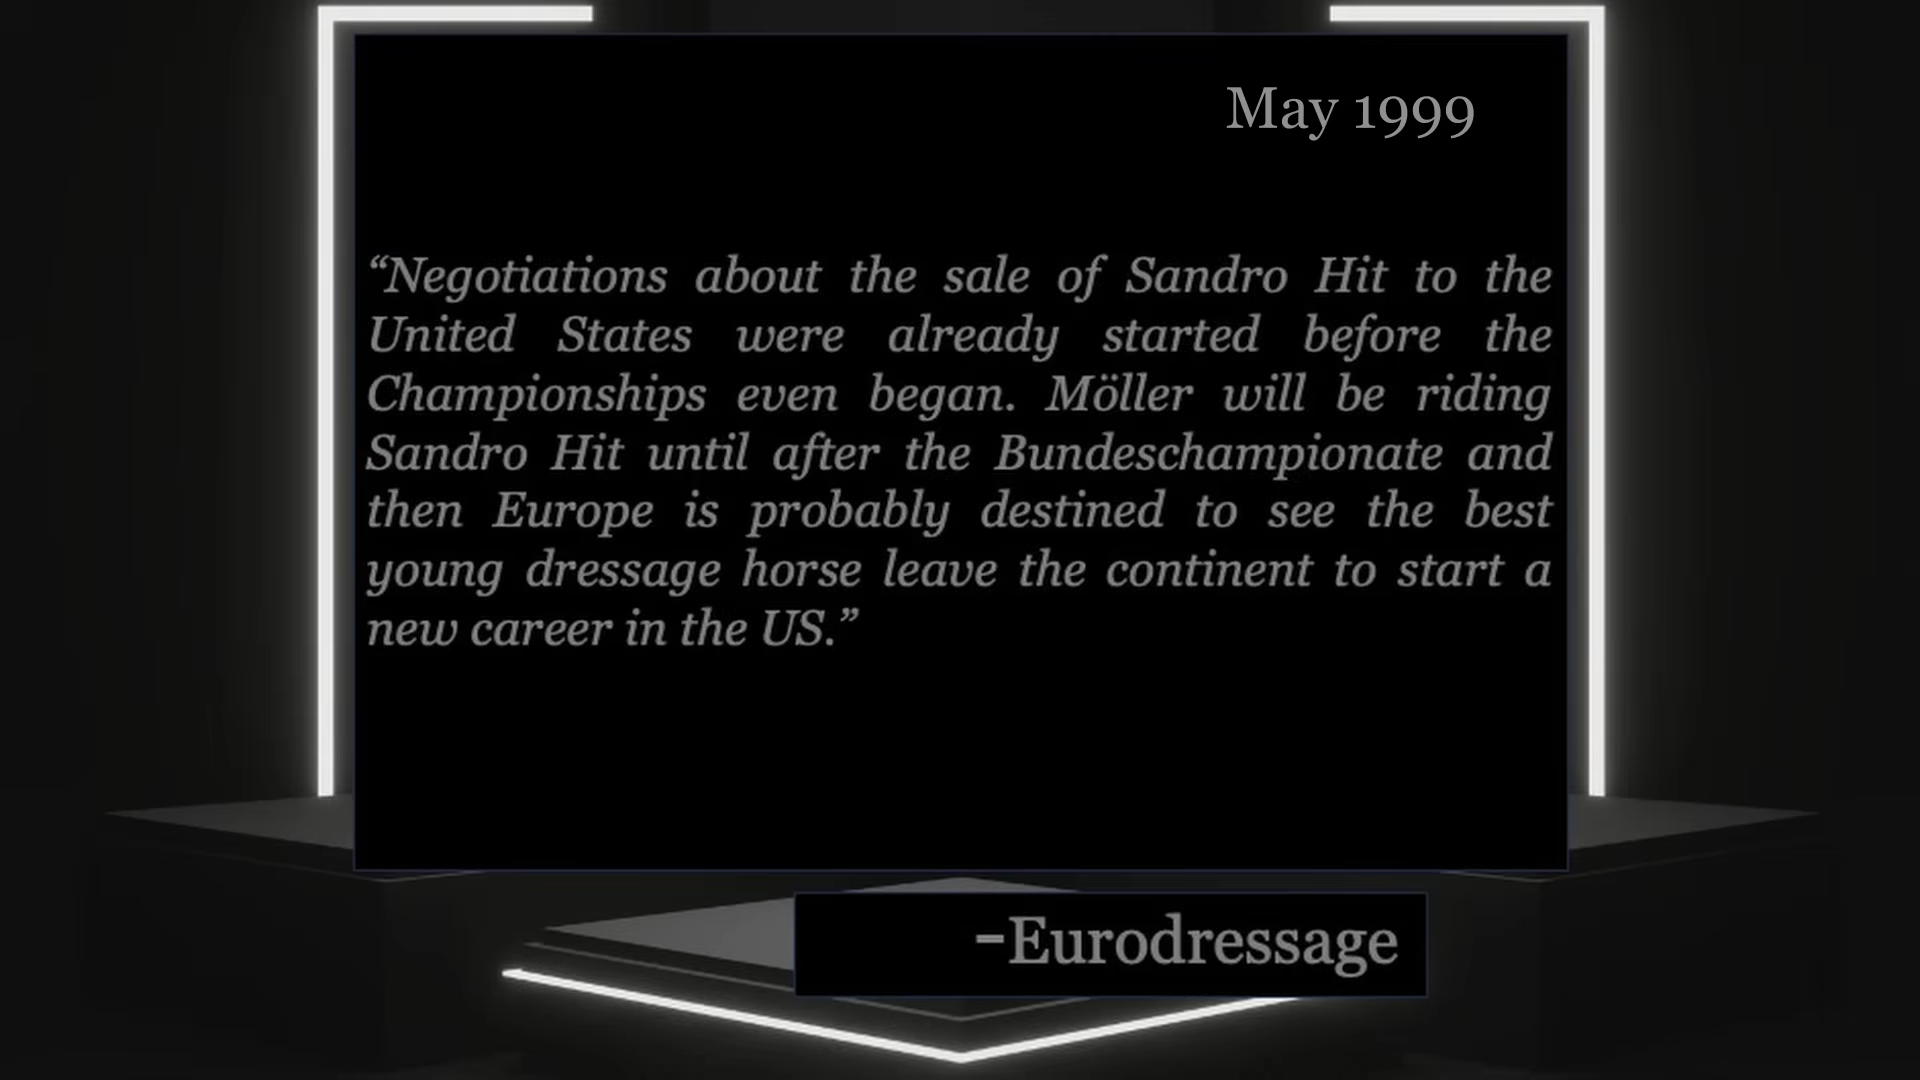 May 1999
“Negotiations about the sale of Sandro Hit to the
United States were already started before the
Championships even began. Möller will be riding
Sandro Hit until after the Bundeschampionate and
then Europe is probably destined to see the best
young dressage horse leave the continent to start a
new career in the US.”
-Eurodressage